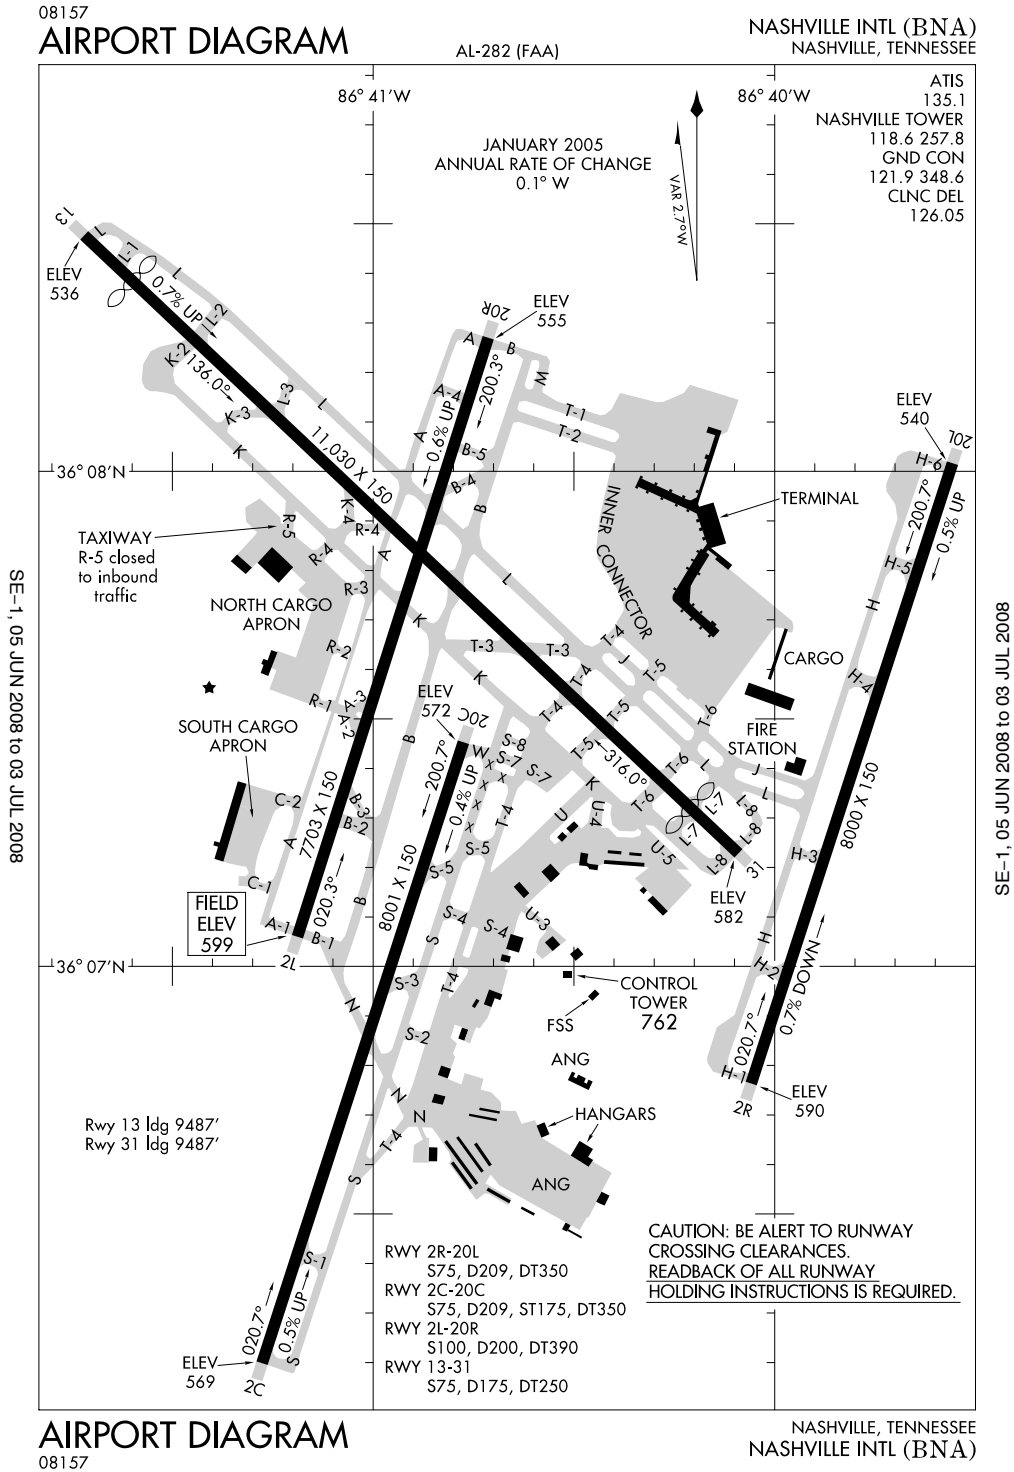 08157
AIRPORT DIAGRAM
AL-282 (FAA)
NASHVILLE INTL (BNA)
NASHVILLE, TENNESSEE
86° 41'W
86° 40'W
ATIS
135.1
NASHVILLE TOWER
118.6 257.8
GND CON
121.9 348.6
CLNC DEL
126.05
JANUARY 2005
ANNUAL RATE OF CHANGE
0.1° W
VAR 2.7°W
13
ELEV
536
L
L-1
L
0.7% UP
L-2
K-2
136.0°
L-3
L
K-3
K
11,030 X 150
20R
ELEV
555
A
B
200.3°
A-4
0.6% UP
A
W
T-1
T-2
B-5
B-4
B
ELEV
540
20L
H-6
200.7°
0.5% UP
H-5
H
36° 08'N
TERMINAL
INNER CONNECTOR
TAXIWAY
R-5 closed
to inbound
traffic
R-5
K-4
R-4
R-4
A
R-3
NORTH CARGO
APRON
R-2
L
K
T-3
T-3
K
T-4
J
T-5
T-4
T-4
T-5
T-6
CARGO
H-4
ELEV
572
20C
R-1
A-3
A-2
B
SOUTH CARGO
APRON
FIRE
STATION
W
S-8
S-7
S-7
X
X
X
X
X
X
T-5
316.0°
T-6
L
J
L
K
T-6
L-7
L-8
L-7
L-8
L-8
200.7°
0.4% UP
C-2
A
7703 X 150
B-3
B-2
T-4
U
U-4
U-5
31
8000 X 150
H-3
ELEV
582
S-5
S-5
8001 X 150
C-1
020.3°
B
FIELD
ELEV
599
A-1
B-1
2L
S-4
S-4
S
U-3
H
36° 07'N
S-3
T-4
N
CONTROL
TOWER
762
H-2
0.7% DOWN
020.7°
FSS
S-2
ANG
H-1
ELEV
590
2R
N
N
HANGARS
Rwy 13 ldg 9487'
Rwy 31 ldg 9487'
T-4
S
ANG
S-1
RWY 2R-20L
S75, D209, DT350
RWY 2C-20C
S75, D209, ST175, DT350
RWY 2L-20R
S100, D200, DT390
RWY 13-31
S75, D175, DT250
CAUTION: BE ALERT TO RUNWAY
CROSSING CLEARANCES.
READBACK OF ALL RUNWAY
HOLDING INSTRUCTIONS IS REQUIRED.
020.7°
0.5% UP
S
ELEV
569
2C
SE-1, 05 JUN 2008 to 03 JUL 2008
SE-1, 05 JUN 2008 to 03 JUL 2008
AIRPORT DIAGRAM
08157
NASHVILLE, TENNESSEE
NASHVILLE INTL (BNA)